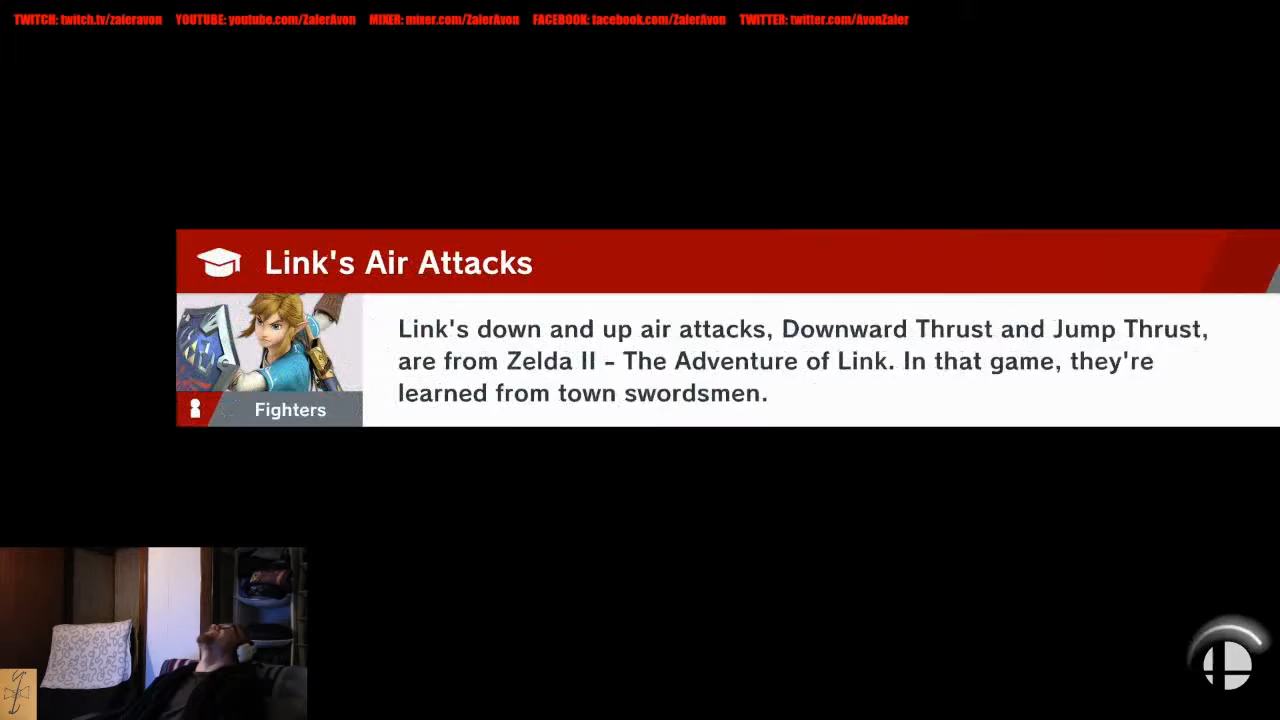 TWITCH: twitch.tv/zaleravon YOUTUBE: youtube.com/ZalerAvon MIXER: mixer.com/ZalerAvon FACEBOOK: facebook.com/ZalerAvon TWITTER: twitter.com/AvonZaler
Link's Air Attacks
Link's down and up air attacks, Downward Thrust and Jump Thrust,
are from Zelda II - The Adventure of Link. In that game, they're
learned from town swordsmen.
Fighters